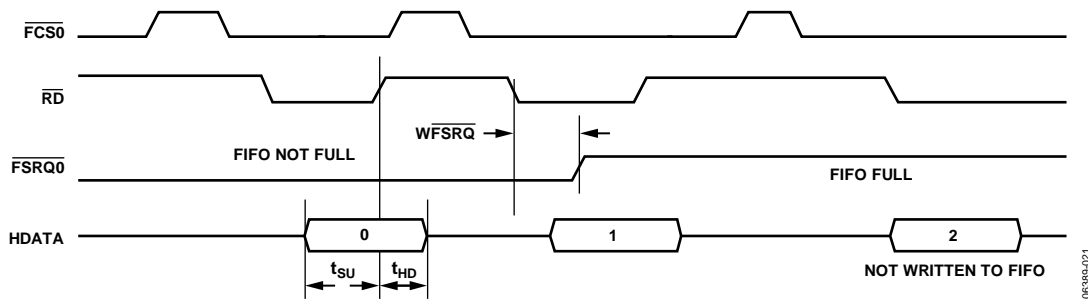 FCS0
RD
WFSRQ
FIFO NOT FULL
FSRQ0
FIFO FULL
HDATA
0
1
2
tSU
tHD
NOT WRITTEN TO FIFO
06989-021